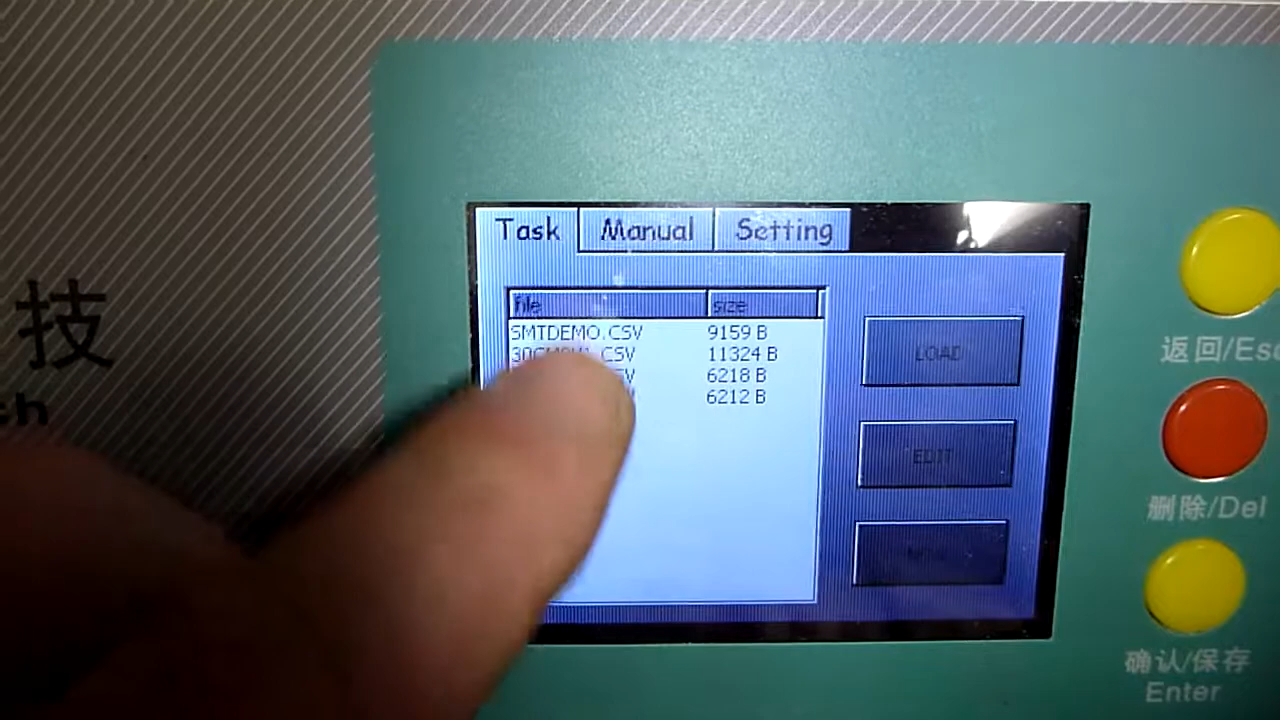 Task Manual Setting
file size
SMTDEMO.CSV 9159 B
.CSV 11324 B
6218 B
6212 B
LOAD
EDIT
技
返回/Esc
删除/Del
确认/保存
Enter